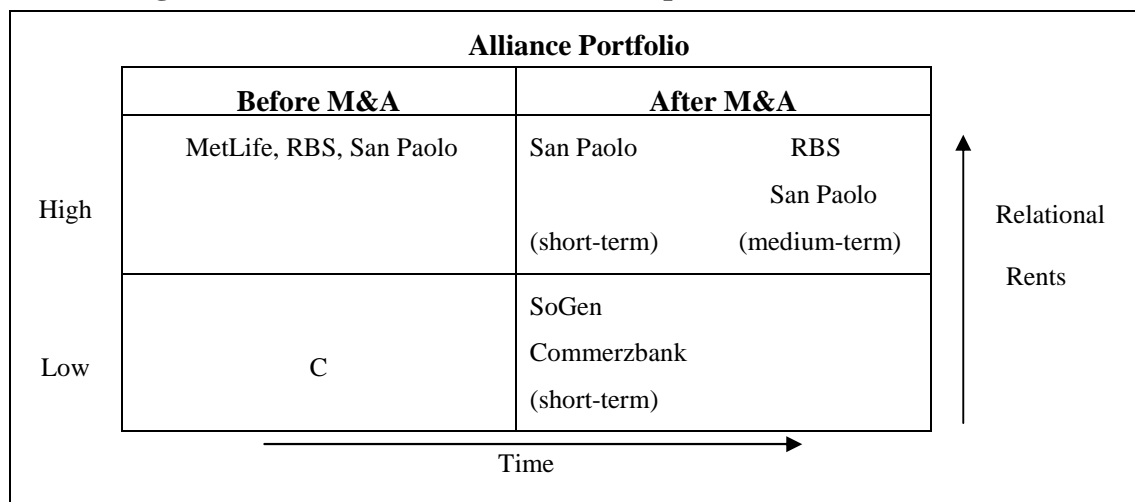 Alliance Portfolio
Before M&A After M&A
MetLife, RBS, San Paolo San Paolo RBS
San Paolo
High Relational
(short-term) (medium-term)
Rents
SoGen
Commerzbank
Low C
(short-term)
Time